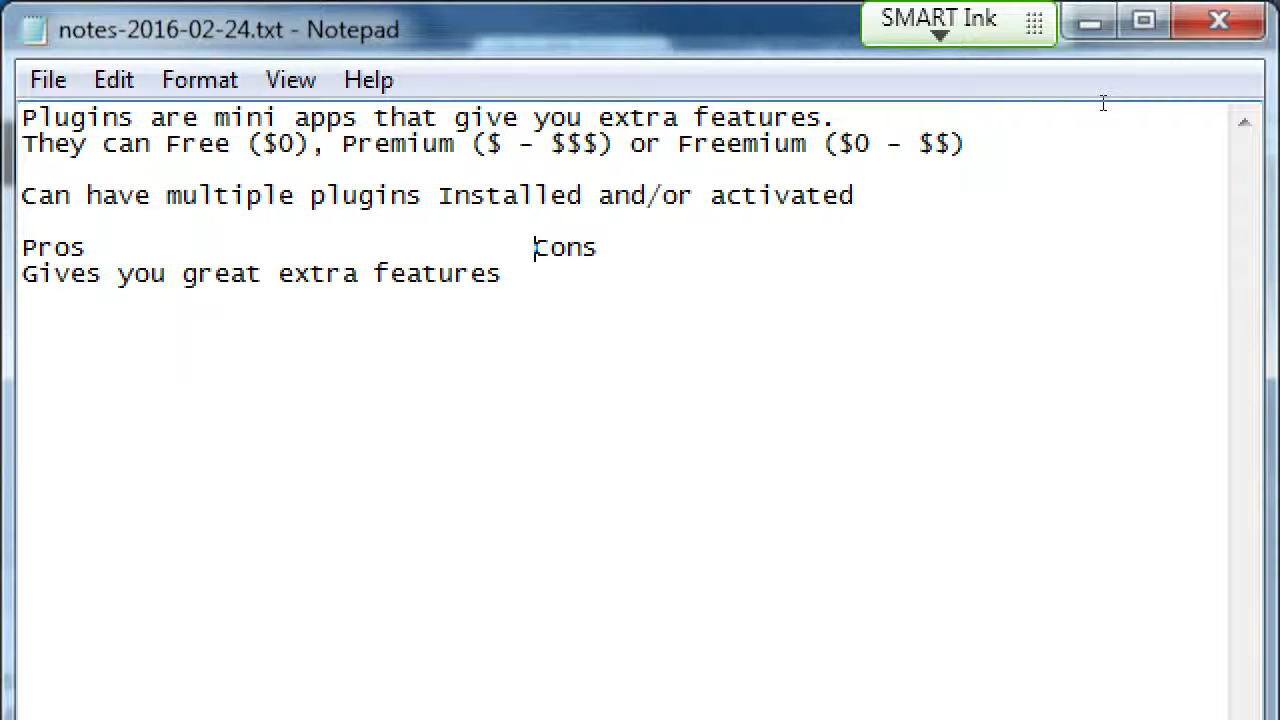 notes-2016-02-24.txt - Notepad
SMART Ink
File Edit Format View Help
Plugins are mini apps that give you extra features.
They can Free ($0), Premium ($ - $$$) or Freemium ($0 - $$)
Can have multiple plugins Installed and/or activated
Pros Cons
Gives you great extra features